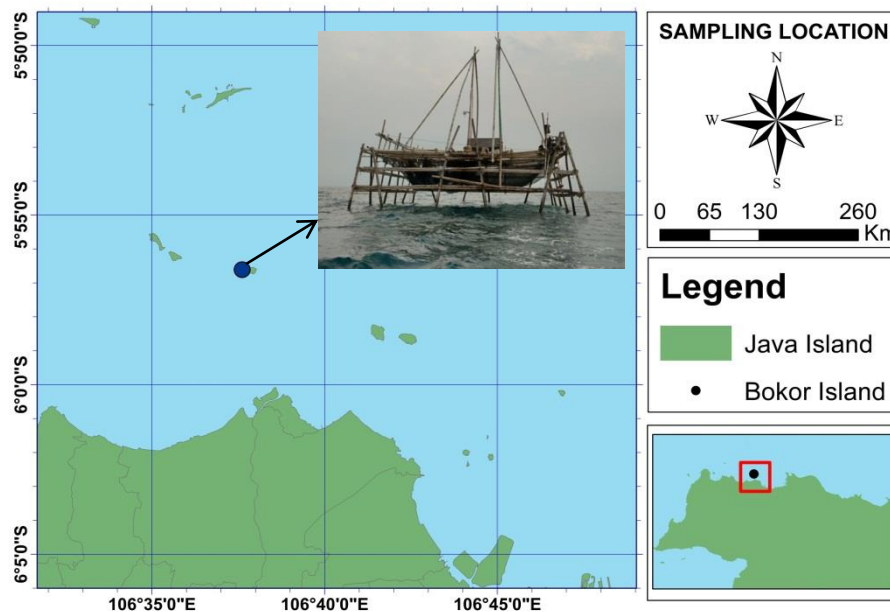 5°50'0"S
5°55'0"S
6°0'0"S
6°5'0"S
106°35'0"E
106°40'0"E
106°45'0"E
SAMPLING LOCATION
N
W
E
S
0 65 130 260
Km
Legend
Java Island
Bokor Island